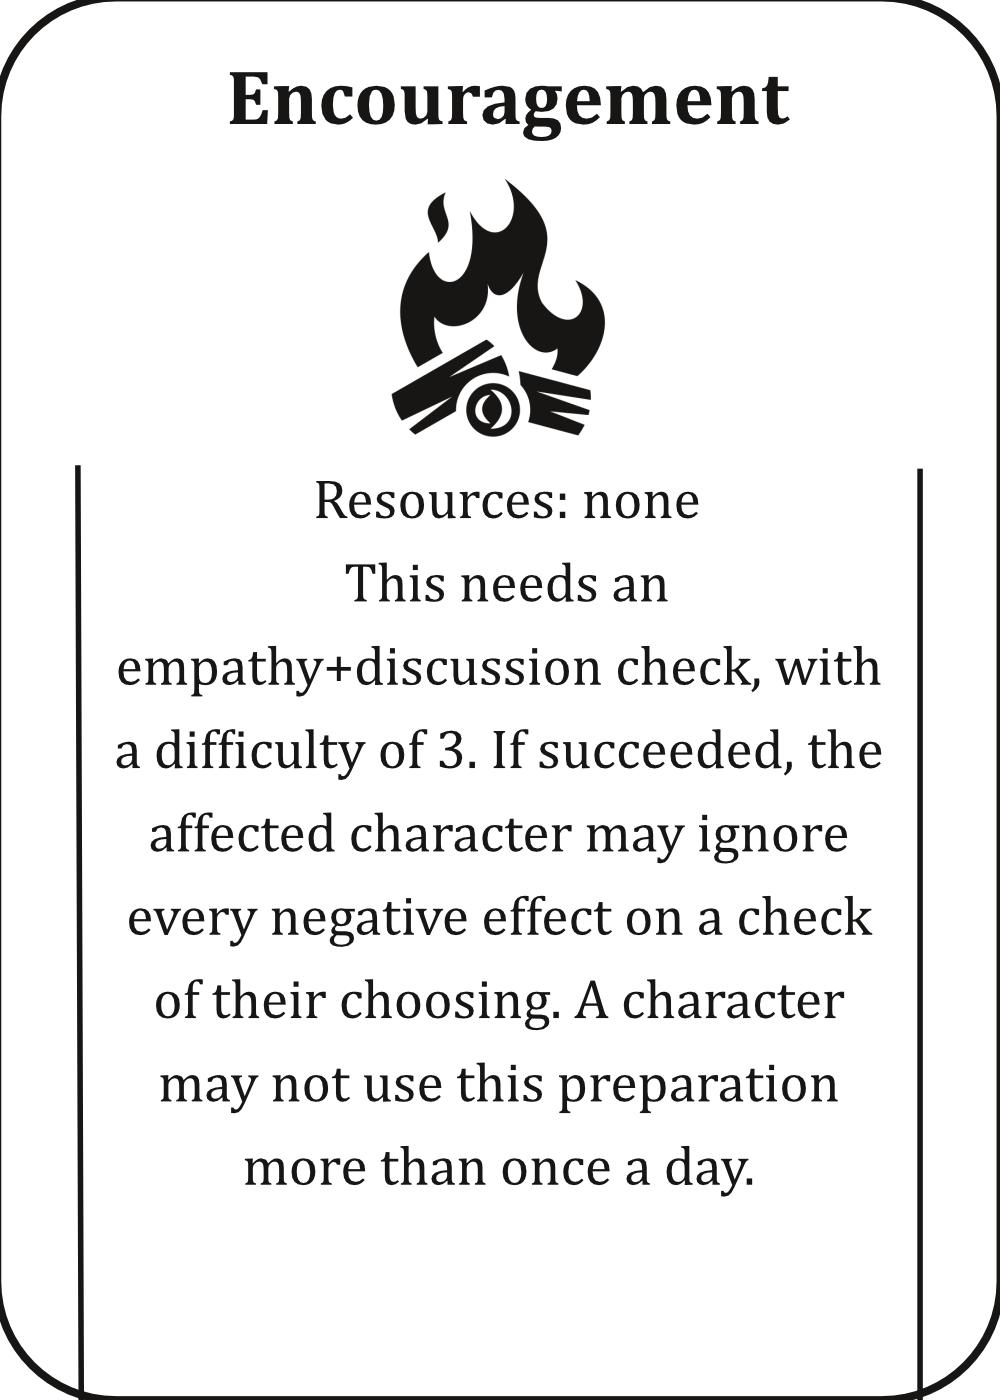 Encouragement
Resources: none
This needs an
empathy+discussion check, with
a difficulty of 3. If succeeded, the
affected character may ignore
every negative effect on a check
of their choosing. A character
may not use this preparation
more than once a day.